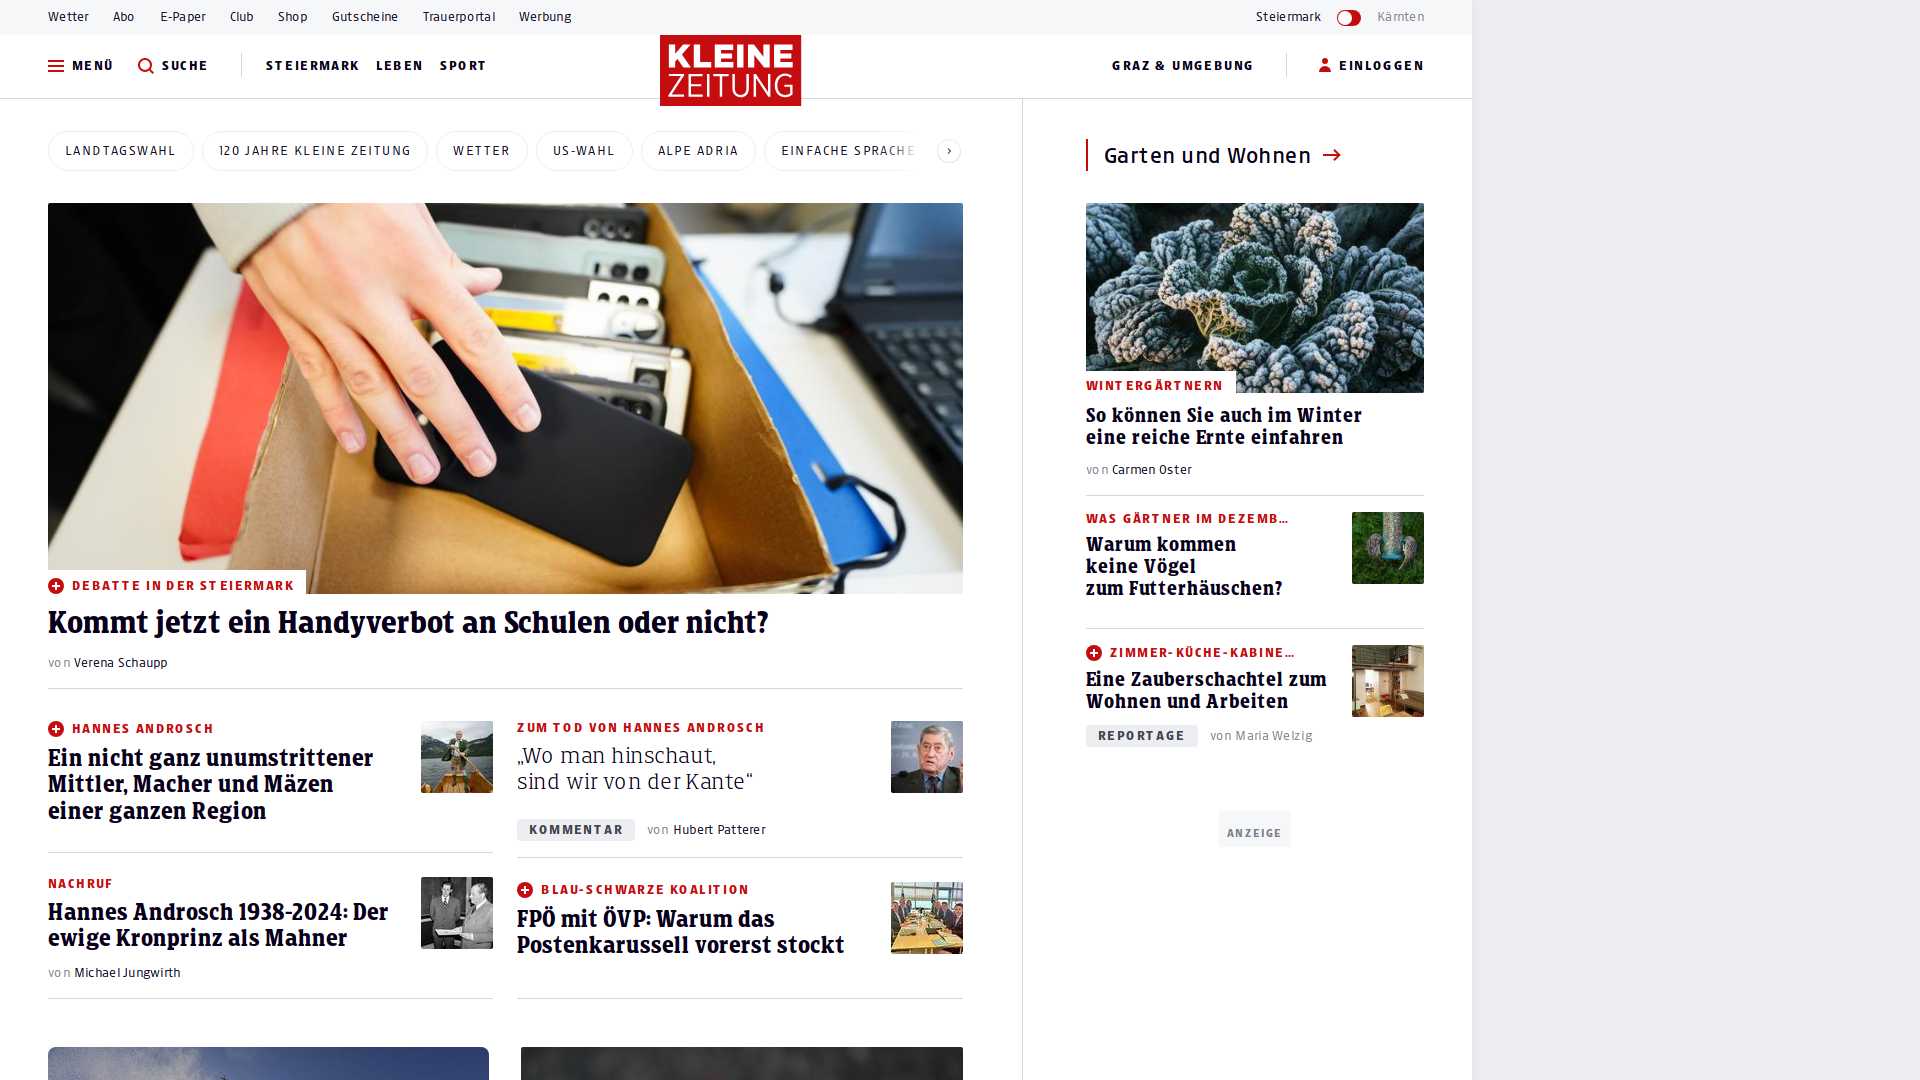 Wetter Abo E-Paper Club Shop Gutscheine Trauerportal Werbung
Steiermark Kärnten
MENÜ SUCHE STEIERMARK LEBEN SPORT
KLEINE
ZEITUNG
GRAZ & UMGEBUNG EINLOGGEN
LANDTAGSWAHL 120 JAHRE KLEINE ZEITUNG WETTER US-WAHL ALPE ADRIA EINFACHE SPRACHE
DEBATTE IN DER STEIERMARK
Kommt jetzt ein Handyverbot an Schulen oder nicht?
von Verena Schaupp
HANNES ANDROSCH
Ein nicht ganz unumstrittener
Mittler, Macher und Mäzen
einer ganzen Region
ZUM TOD VON HANNES ANDROSCH
„Wo man hinschaut,
sind wir von der Kante“
KOMMENTAR von Hubert Patterer
NACHRUF
Hannes Androsch 1938-2024: Der
ewige Kronprinz als Mahner
von Michael Jungwirth
BLAU-SCHWARZE KOALITION
FPÖ mit ÖVP: Warum das
Postenkarussell vorerst stockt
Garten und Wohnen
WINTERGÄRTNERN
So können Sie auch im Winter
eine reiche Ernte einfahren
von Carmen Oster
WAS GÄRTNER IM DEZEMB...
Warum kommen
keine Vögel
zum Futterhäuschen?
ZIMMER-KÜCHE-KABINE...
Eine Zauberschachtel zum
Wohnen und Arbeiten
REPORTAGE von Maria Welzig
ANZEIGE